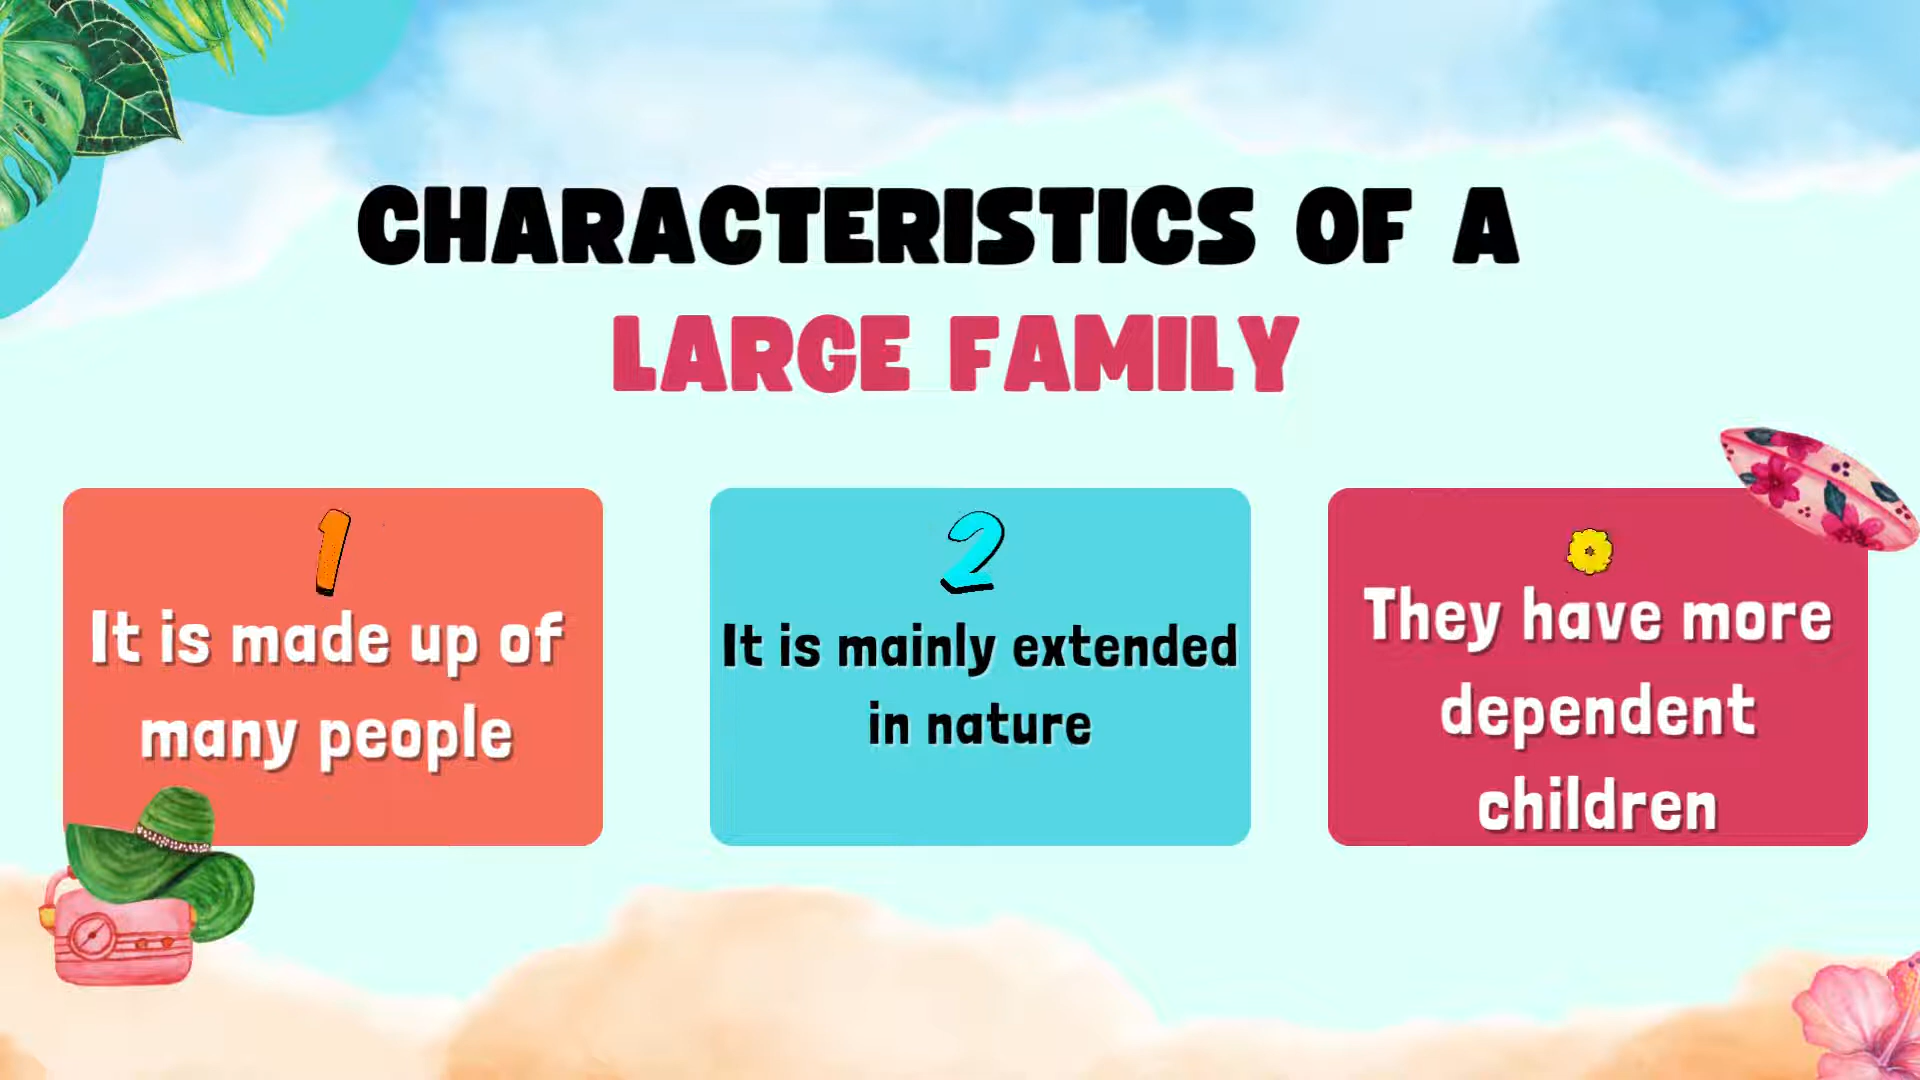 CHARACTERISTICS OF A
LARGE FAMILY
1
It is made up of
many people
2
It is mainly extended
in nature
They have more
dependent
children